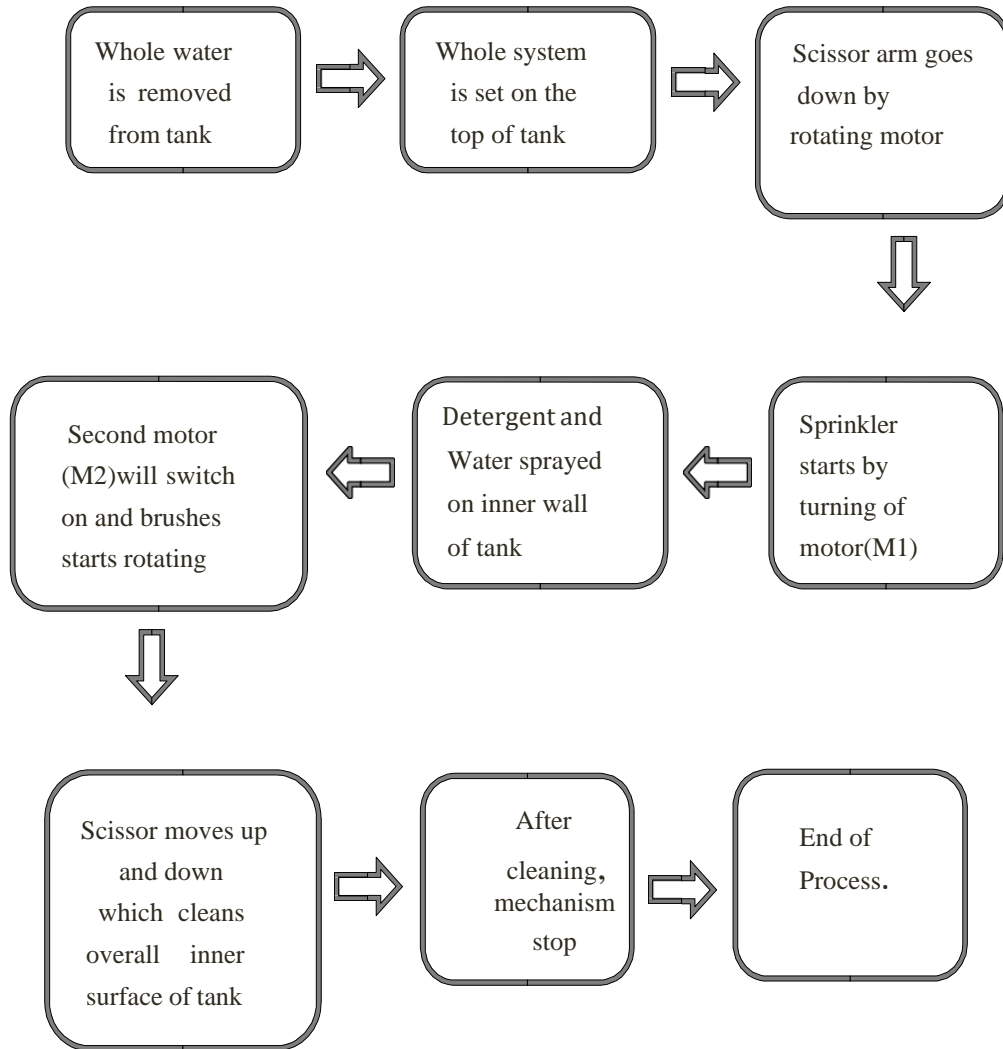 Whole water
is removed
from tank
Whole system
is set on the
top of tank
Scissor arm goes
down by
rotating motor
Sprinkler
starts by
turning of
motor(M1)
Detergent and
Water sprayed
on inner wall
of tank
Second motor
(M2)will switch
on and brushes
starts rotating
Scissor moves up
and down
which cleans
overall inner
surface of tank
After
cleaning,
mechanism
stop
End of
Process.